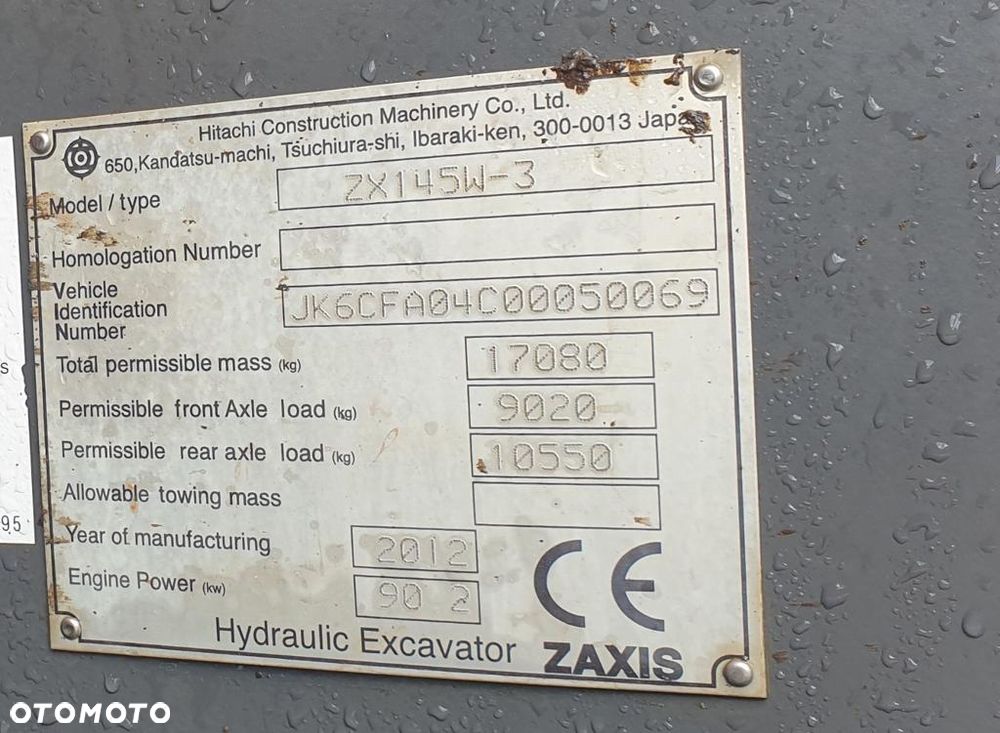 Hitachi Construction Machinery Co., Ltd.
650,Kandatsu-machi, Tsuchiura-shi, Ibaraki-ken, 300-0013 Japan
Model / type ZX145W-3
Homologation Number
Vehicle
Identification
Number
JK6CFA04C00050069
Total permissible mass (kg) 17080
Permissible front Axle load (kg) 9020
Permissible rear axle load (kg) 10550
Allowable towing mass
Year of manufacturing 2012
Engine Power (kw) 90 2
CE
Hydraulic Excavator ZAXIS
s
95
OTOMOTO